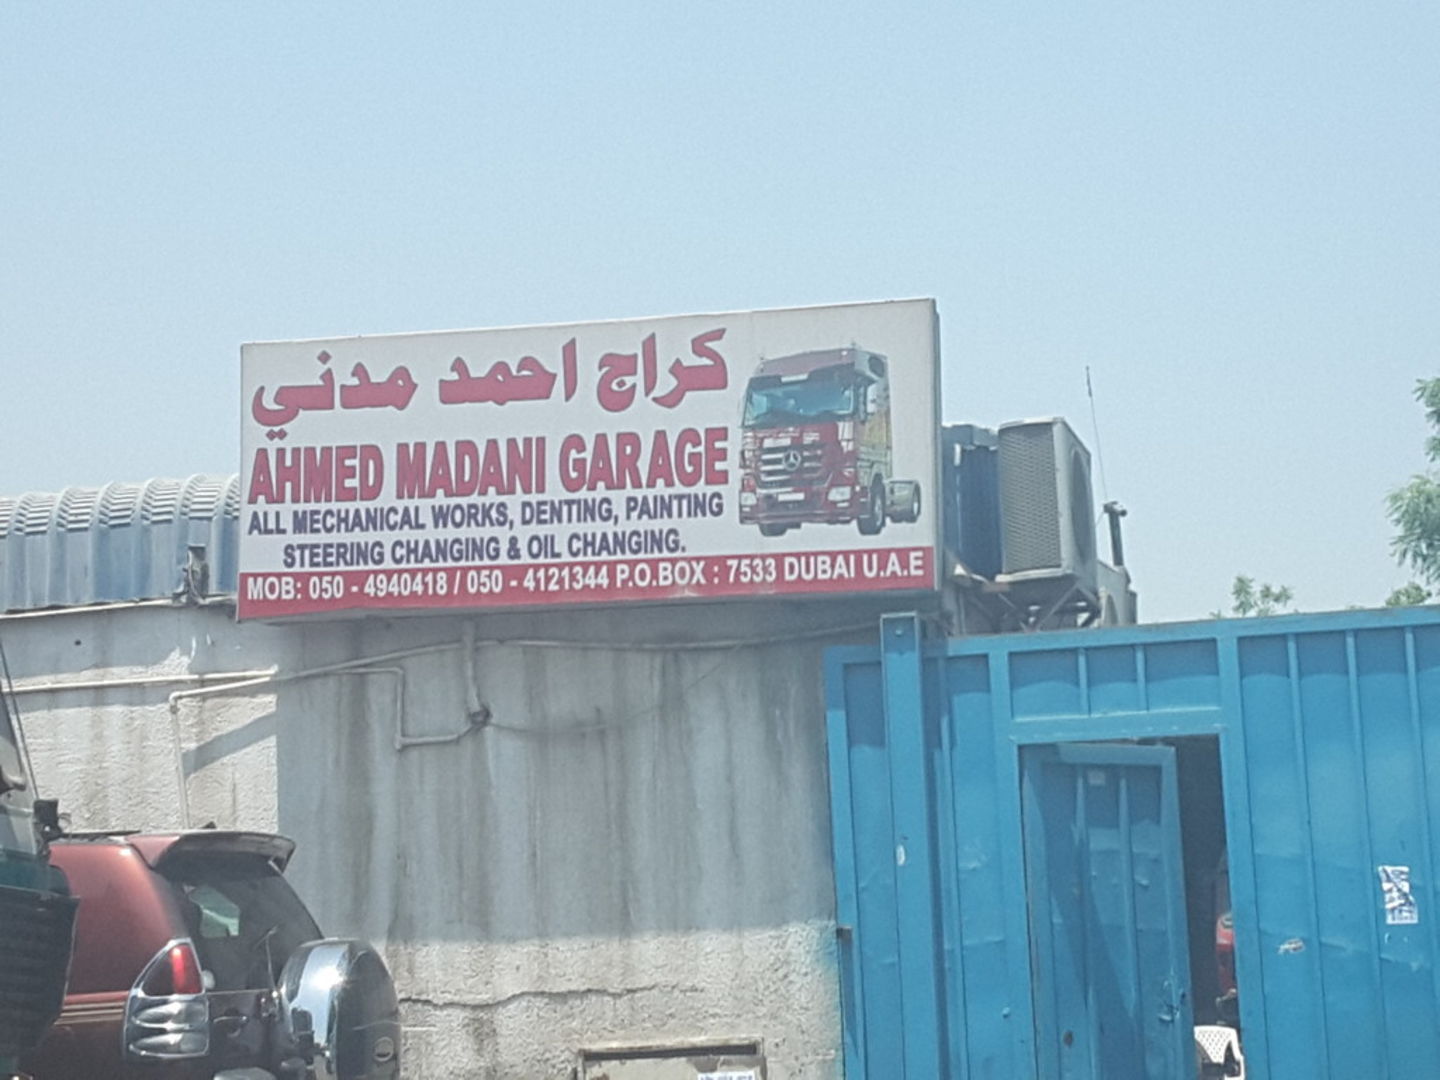 كراج احمد مدني
AHMED MADANI GARAGE
ALL MECHANICAL WORKS, DENTING, PAINTING
STEERING CHANGING & OIL CHANGING.
MOB: 050 - 4940418 / 050 - 4121344 P.O.BOX : 7533 DUBAI U.A.E